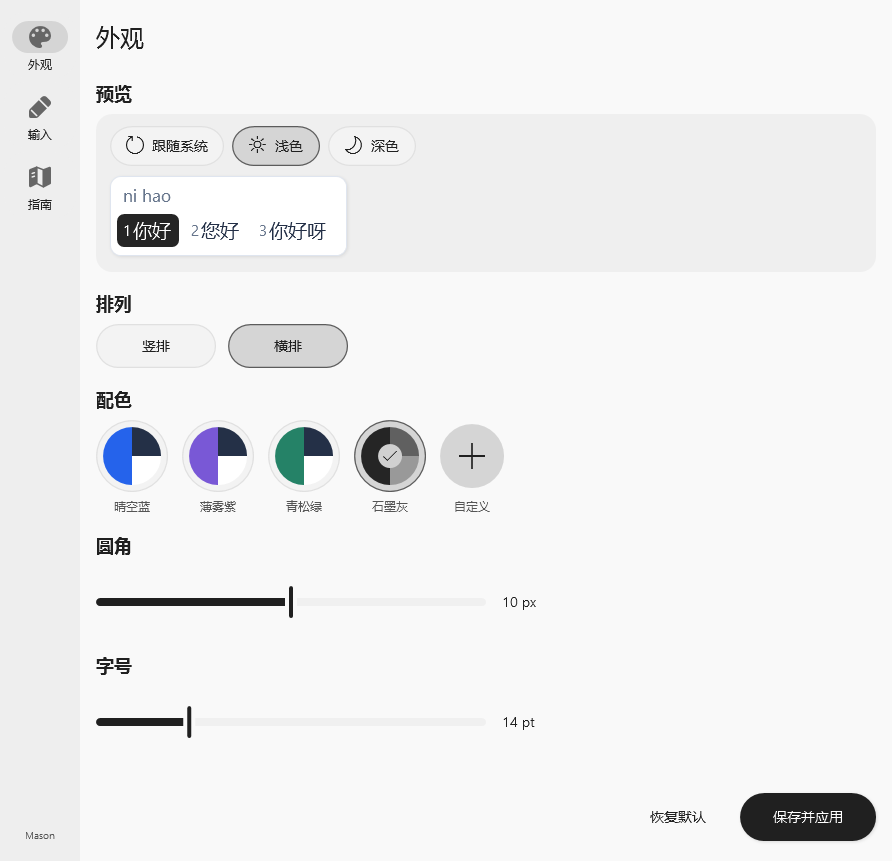 外观
外观
输入
指南
预览
跟随系统 浅色 深色
ni hao
1你好 2您好 3你好呀
排列
竖排 横排
配色
晴空蓝 薄雾紫 青松绿 石墨灰 自定义
圆角
10 px
字号
14 pt
恢复默认 保存并应用
Mason